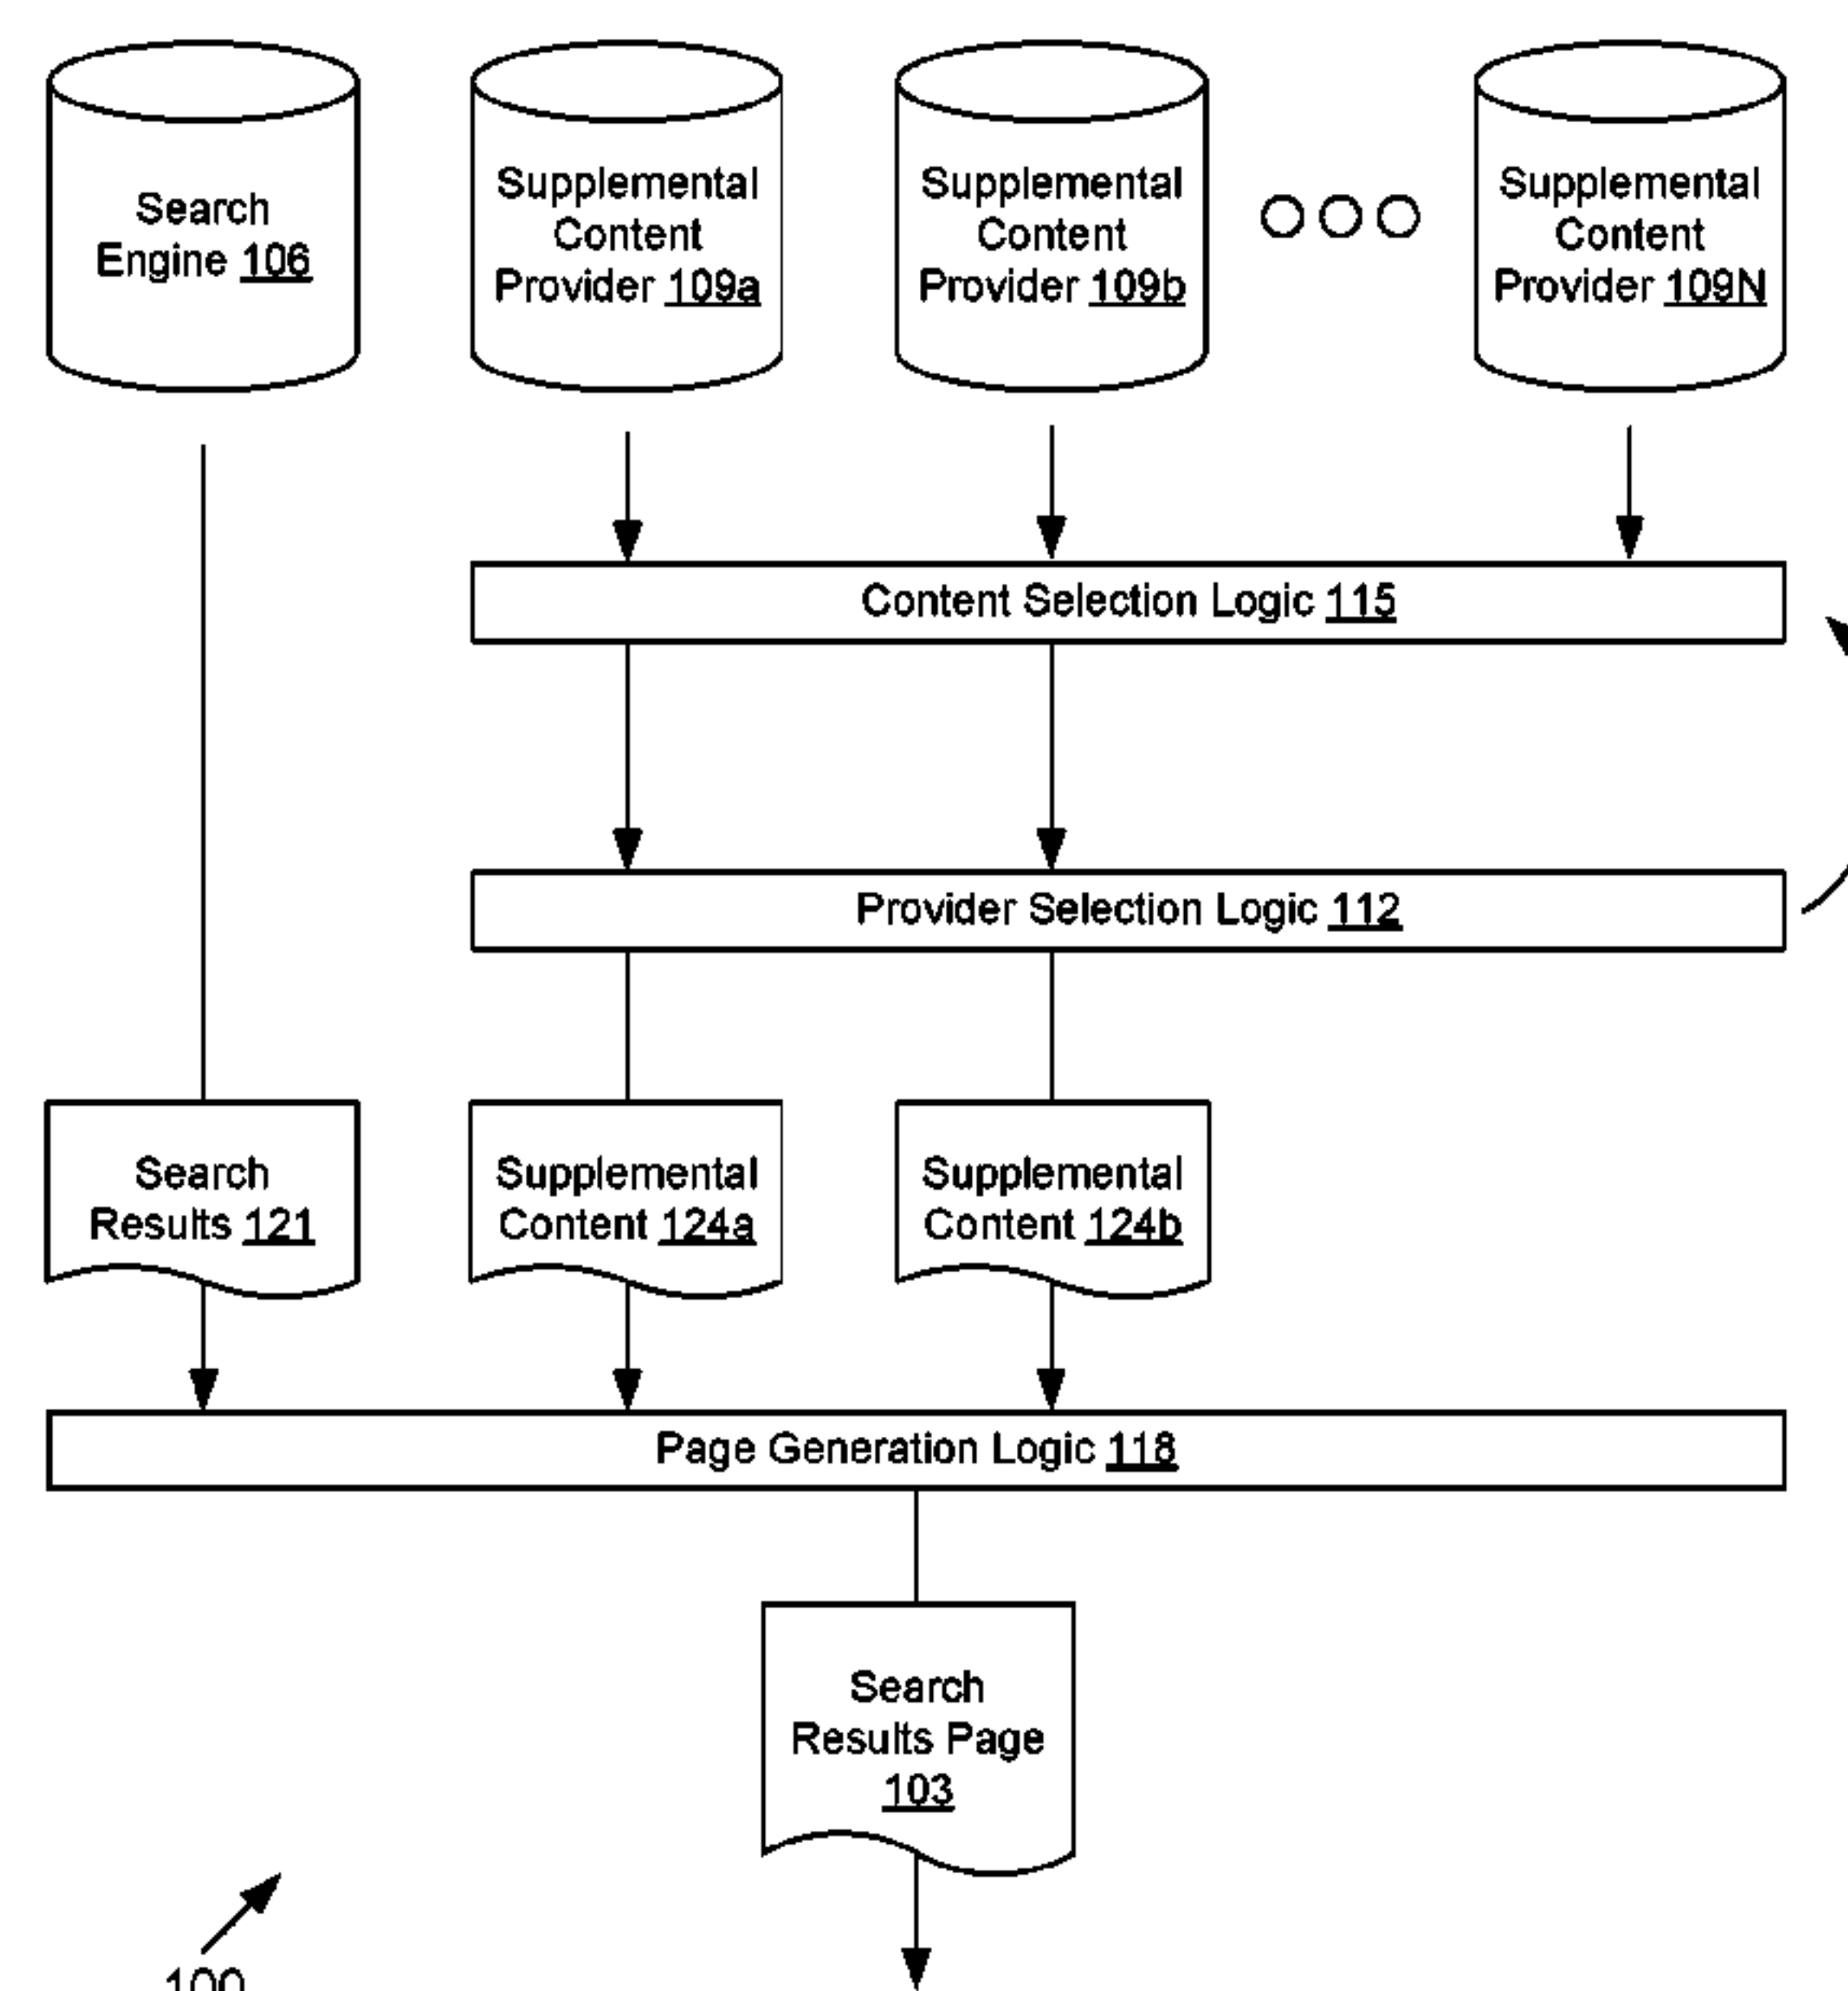 Search
Engine 106
Supplemental
Content
Provider 109a
Supplemental
Content
Provider 109b
Supplemental
Content
Provider 109N
Content Selection Logic 115
Provider Selection Logic 112
Search
Results 121
Supplemental
Content 124a
Supplemental
Content 124b
Page Generation Logic 118
Search
Results Page
103
100